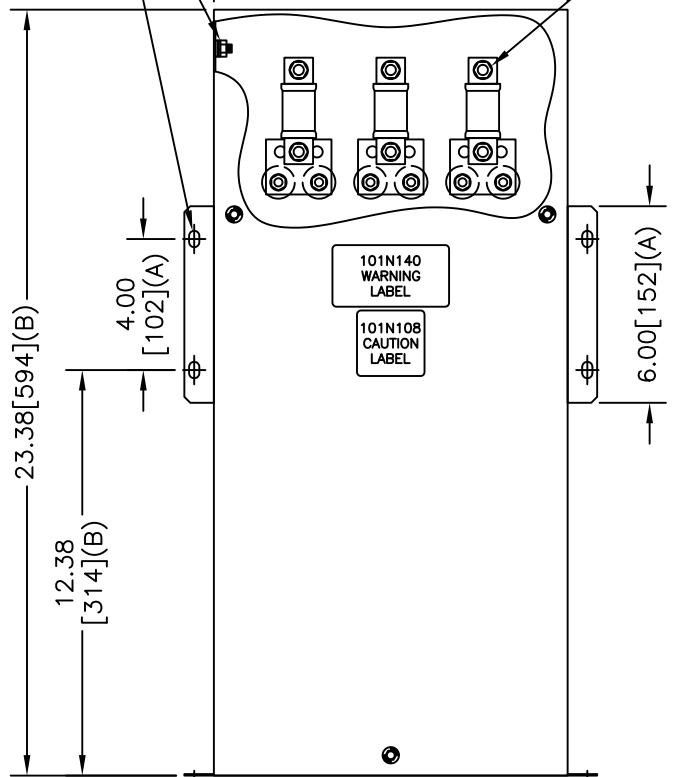 101N140
WARNING
LABEL
101N108
CAUTION
LABEL
4.00
[102](A)
6.00[152](A)
23.38[594](B)
12.38
[314](B)